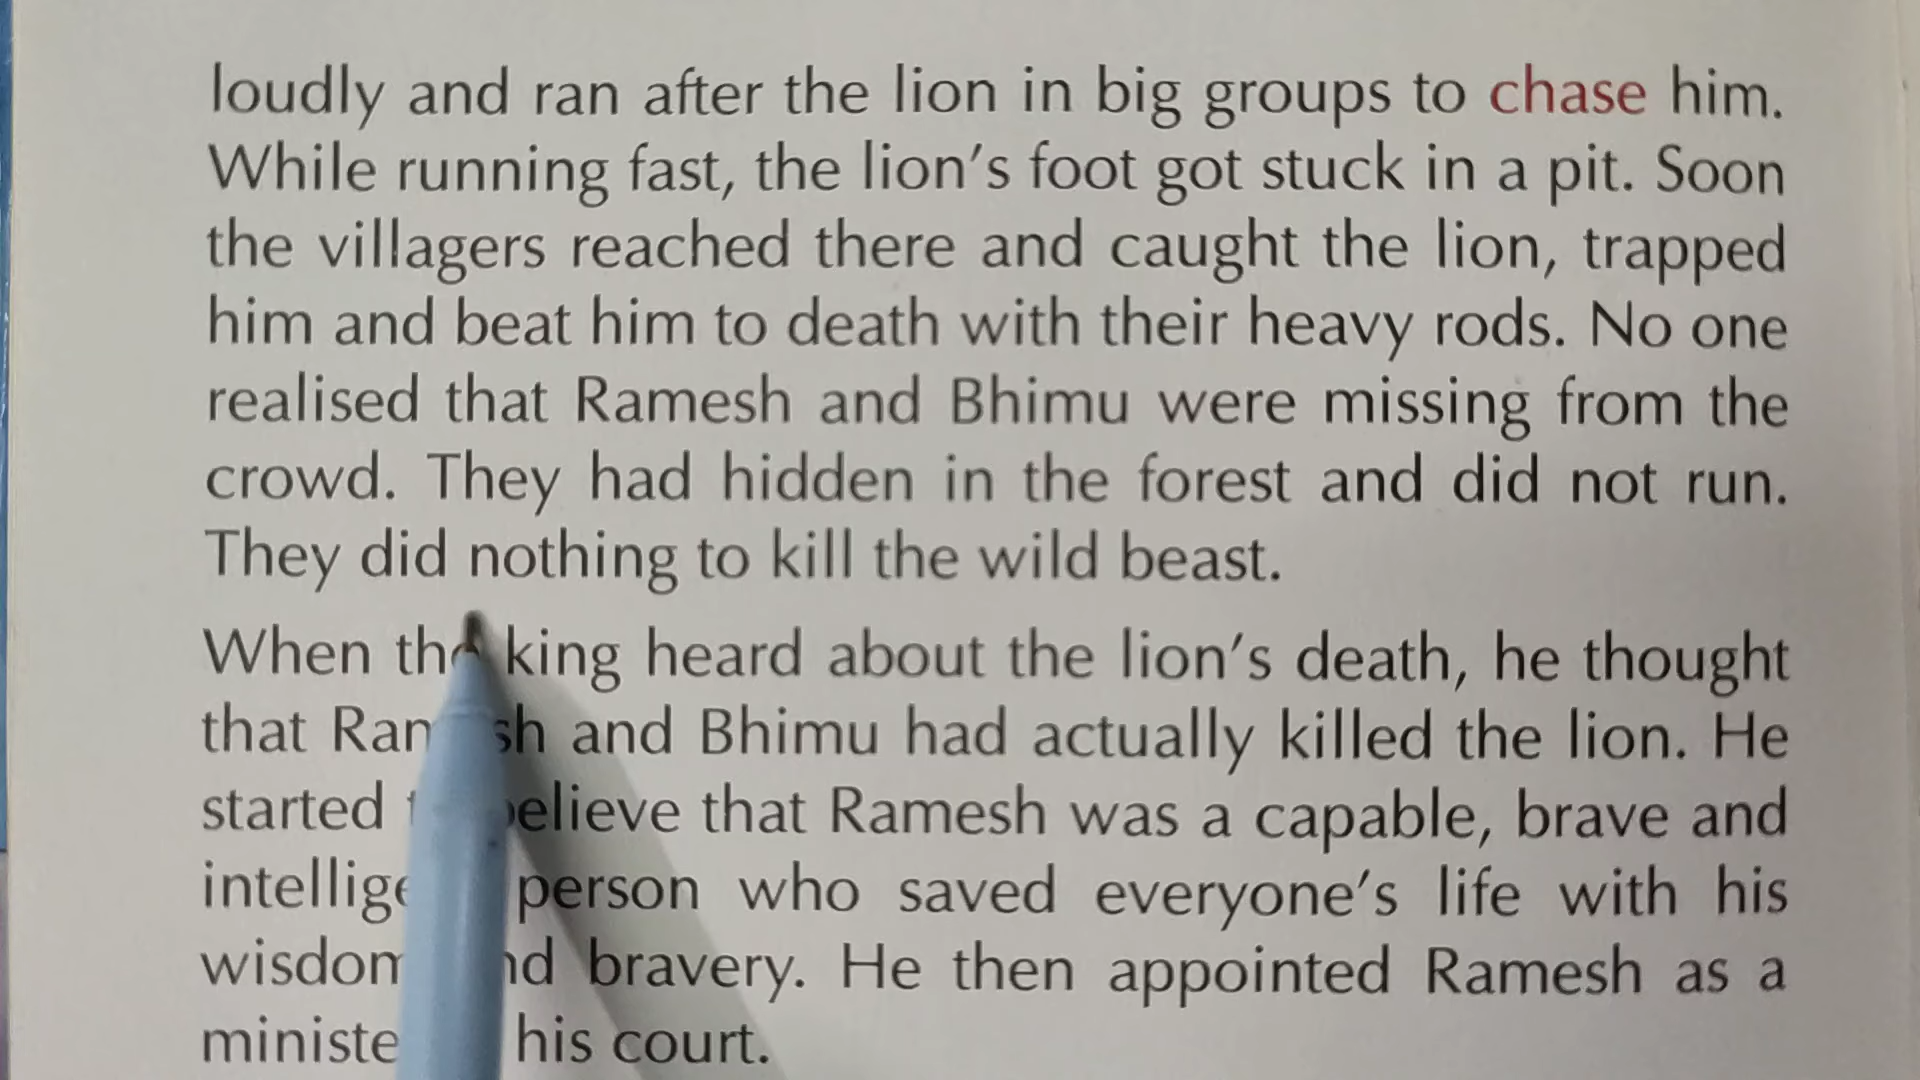 loudly and ran after the lion in big groups to chase him.
While running fast, the lion's foot got stuck in a pit. Soon
the villagers reached there and caught the lion, trapped
him and beat him to death with their heavy rods. No one
realised that Ramesh and Bhimu were missing from the
crowd. They had hidden in the forest and did not run.
They did nothing to kill the wild beast.
When the king heard about the lion's death, he thought
that Ramesh and Bhimu had actually killed the lion. He
started believe that Ramesh was a capable, brave and
person who saved everyone's life with his
bravery. He then appointed Ramesh as a
his court.